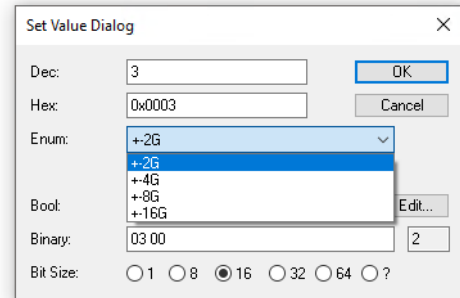 Set Value Dialog
Dec: 3 OK
Hex: 0x0003 Cancel
Enum: +-2G
+-2G
+-4G
+-8G
+-16G
Bool: Edit...
Binary: 03 00 2
Bit Size: 1 8 16 32 64 ?